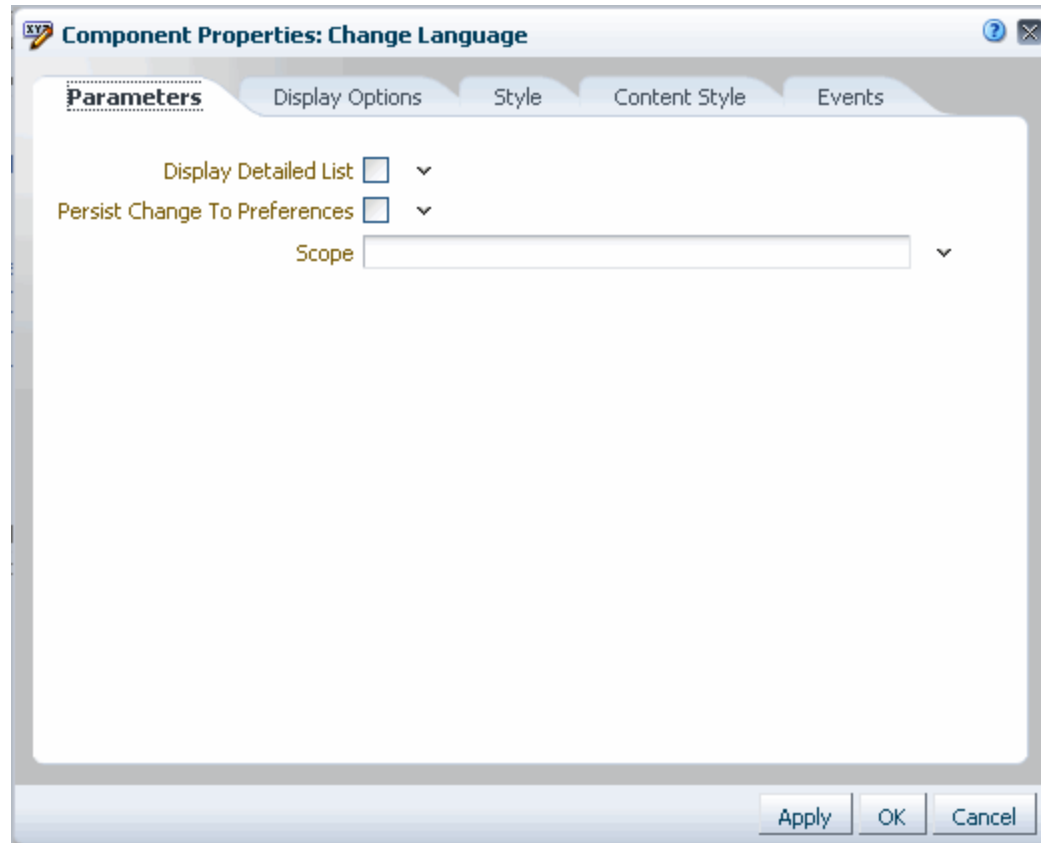 Component Properties: Change Language
Parameters Display Options Style Content Style Events
Display Detailed List
Persist Change To Preferences
Scope
Apply OK Cancel